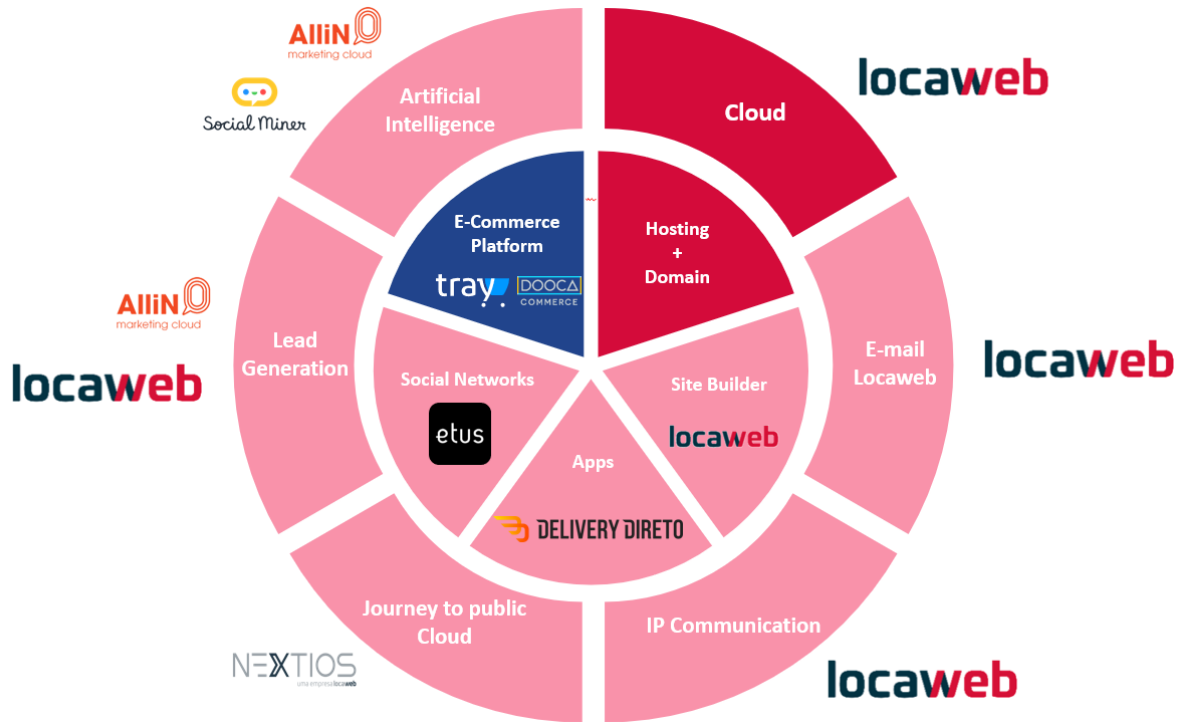 AlliN
marketing cloud
Social Miner
Artificial
Intelligence
Cloud
locaweb
E-Commerce
Platform
tray
DOOCA
COMMERCE
Hosting
+
Domain
AlliN
marketing cloud
locaweb
Lead
Generation
Social Networks
etus
Site Builder
locaweb
E-mail
Locaweb
locaweb
Apps
DELIVERY DIRETO
Journey to public
Cloud
NEXTIOS
uma empresa locaweb
IP Communication
locaweb